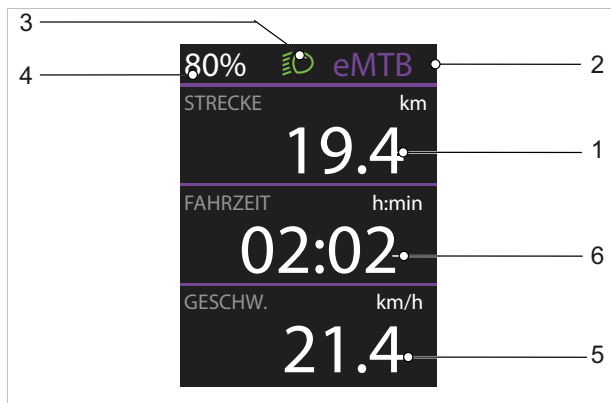 3
80% eMTB
4
2
STRECKE km
19.4
1
FAHRZEIT h:min
02:02
6
GESCHW. km/h
21.4
5